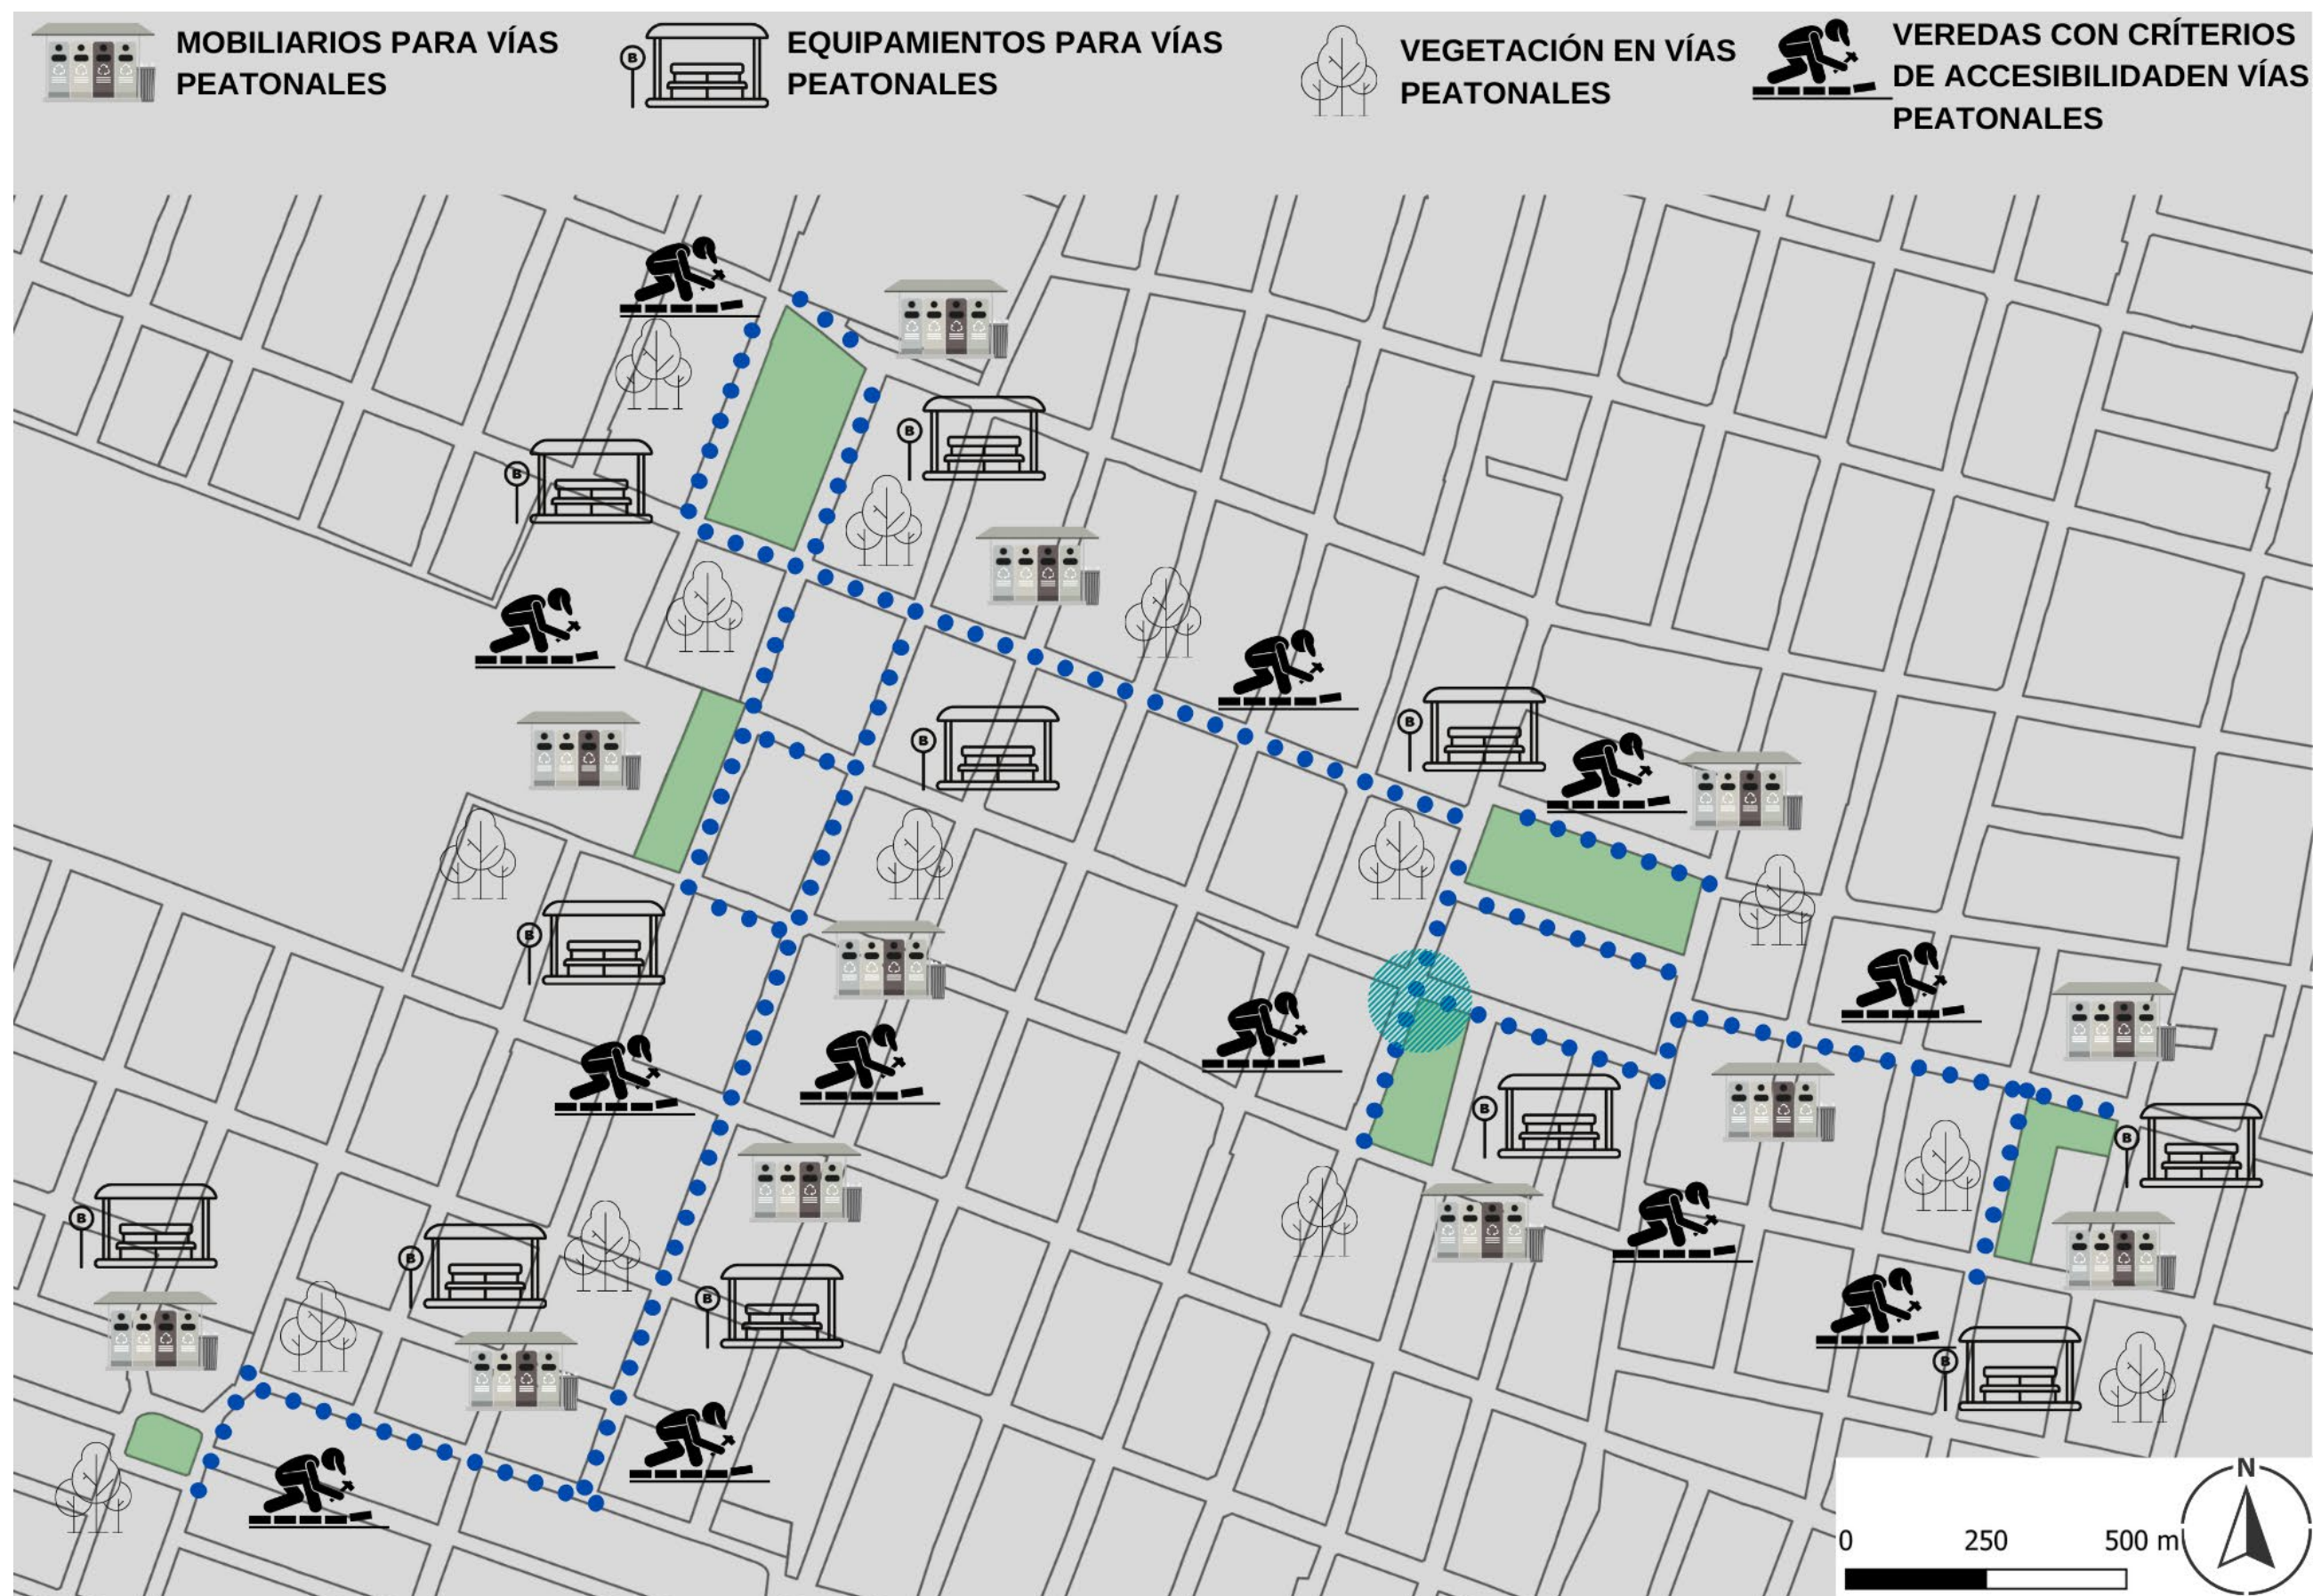 MOBILIARIOS PARA VÍAS
PEATONALES
EQUIPAMIENTOS PARA VÍAS
PEATONALES
VEGETACIÓN EN VÍAS
PEATONALES
VEREDAS CON CRÍTERIOS
DE ACCESIBILIDADEN VÍAS
PEATONALES
B
B
B
B
B
B
B
B
B
B
B
B
B
N
0 250 500 m